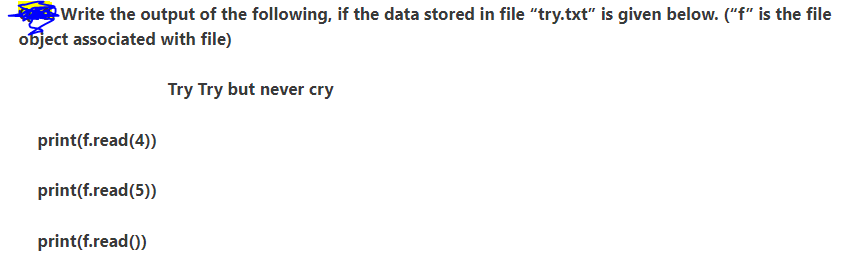 Write the output of the following, if the data stored in file “try.txt” is given below. (“f” is the file
object associated with file)
Try Try but never cry
print(f.read(4))
print(f.read(5))
print(f.read())